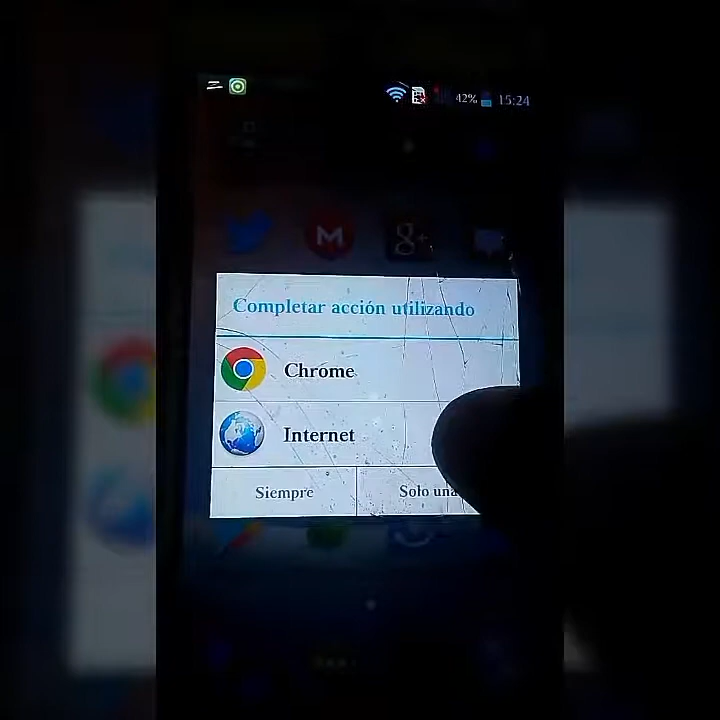 42% 15:24
M
g+
Completar acción utilizando
Chrome
Internet
Siempre
Solo una